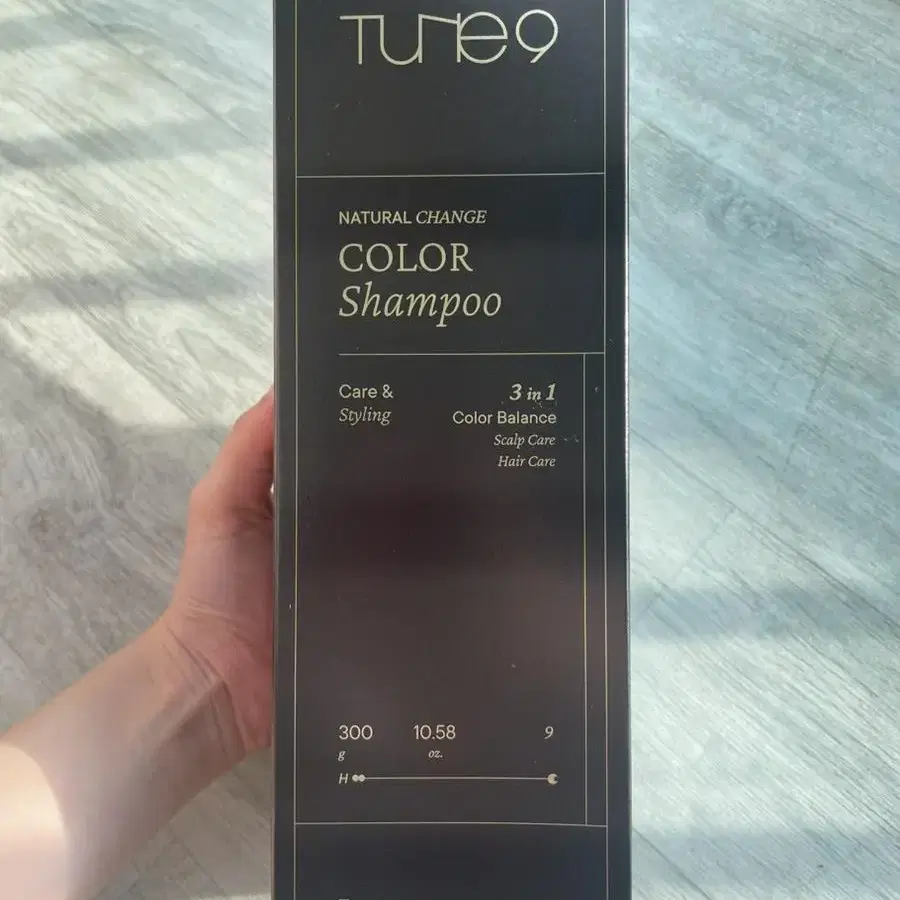 TUNE9
NATURAL CHANGE
COLOR
Shampoo
Care &
Styling
3 in 1
Color Balance
Scalp Care
Hair Care
300 10.58 9
g oz.
H